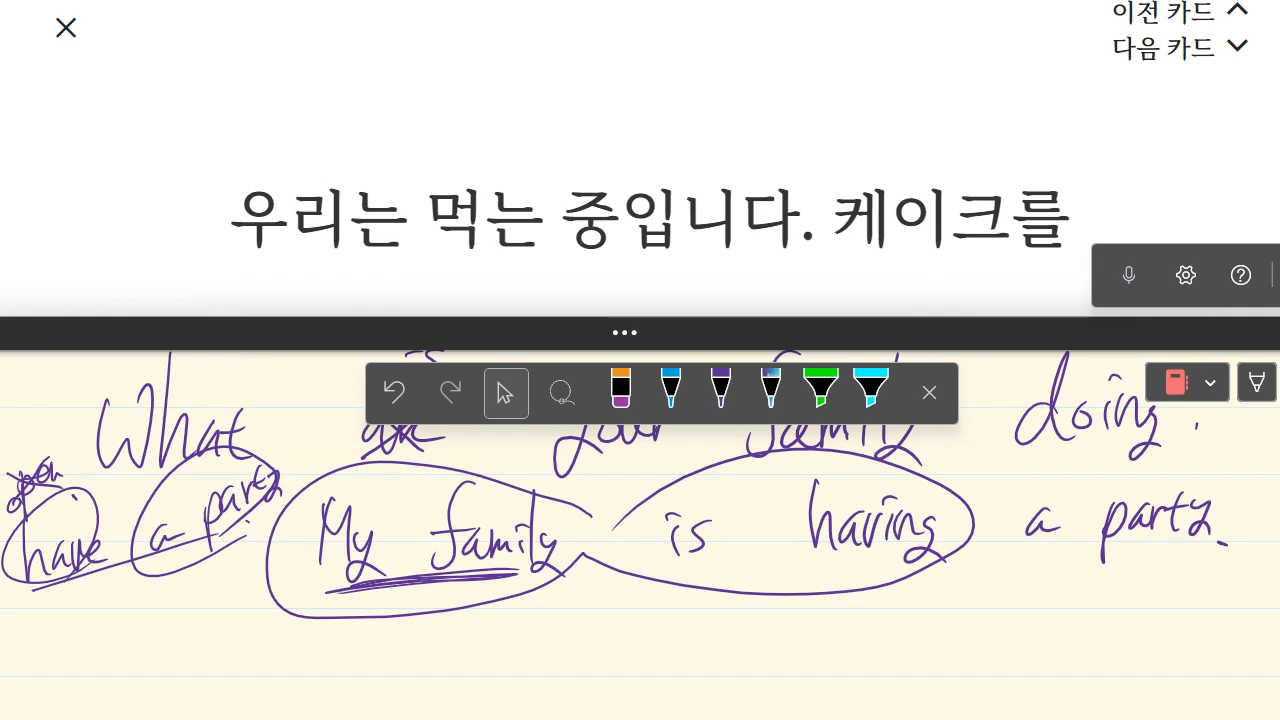 이전 카드
다음 카드
우리는 먹는 중입니다. 케이크를
What is your family doing.
have a party
My family is having a party.